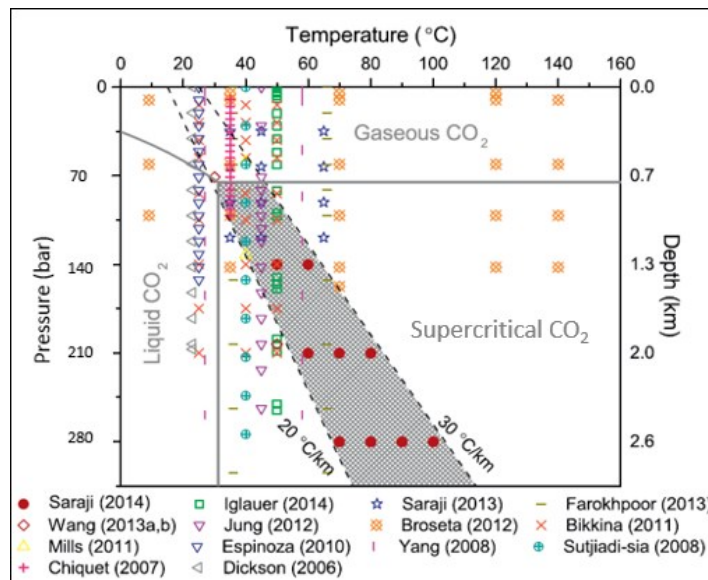 Temperature (°C)
0 20 40 60 80 100 120 140 160
0 0.0
Gaseous CO₂
70 0.7
140 1.3
210 2.0
280 2.6
Pressure (bar)
Depth (km)
Liquid CO₂
Supercritical CO₂
20 °C/km
30 °C/km
Saraji (2014) Iglauer (2014) Saraji (2013) Farokhpoor (2013)
Wang (2013a,b) Jung (2012) Broseta (2012) Bikkina (2011)
Mills (2011) Espinoza (2010) Yang (2008) Sutjiadi-sia (2008)
Chiquet (2007) Dickson (2006)